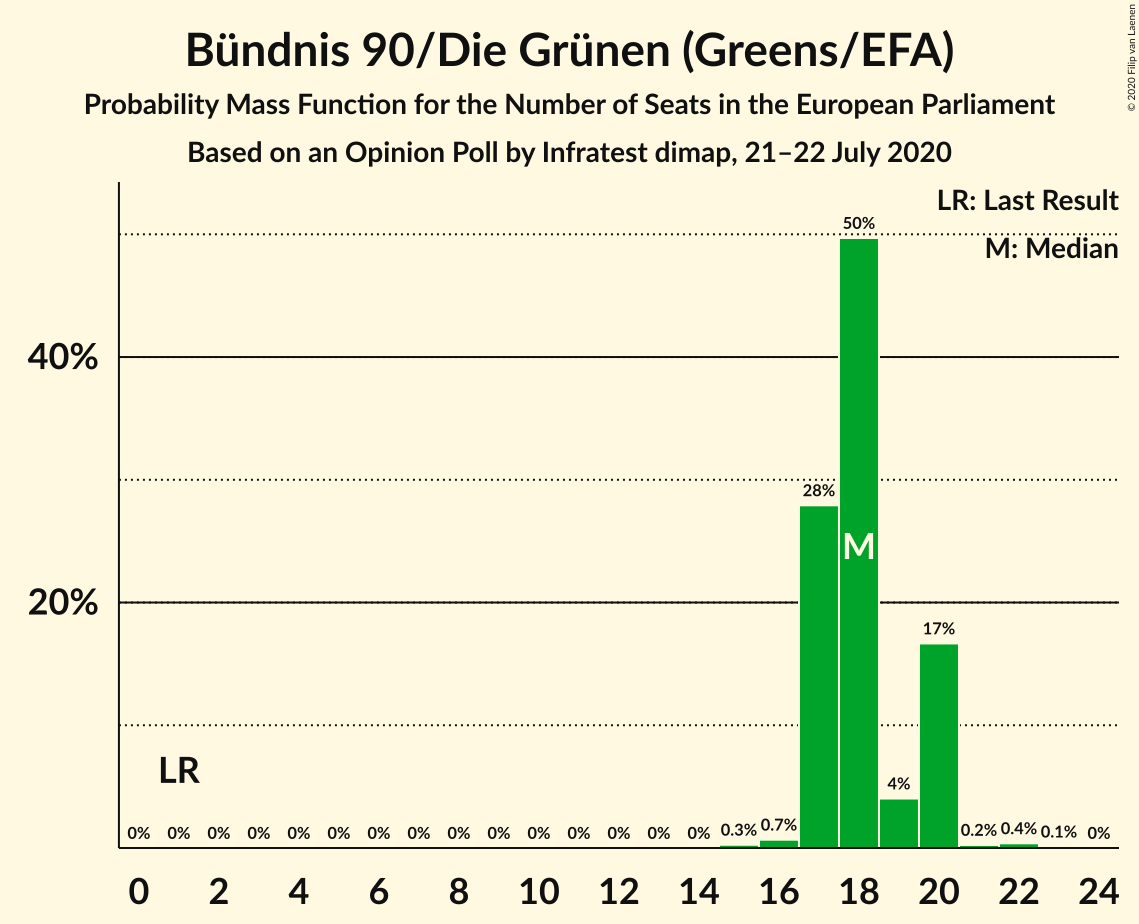 Bündnis 90/Die Grünen (Greens/EFA)
Probability Mass Function for the Number of Seats in the European Parliament
Based on an Opinion Poll by Infratest dimap, 21–22 July 2020
© 2020 Filip van Laenen
LR: Last Result
M: Median
50%
40%
28%
M
20%
17%
LR
4%
0% 0% 0% 0% 0% 0% 0% 0% 0% 0% 0% 0% 0% 0% 0% 0.3% 0.7% 0.2% 0.4% 0.1% 0%
0 2 4 6 8 10 12 14 16 18 20 22 24